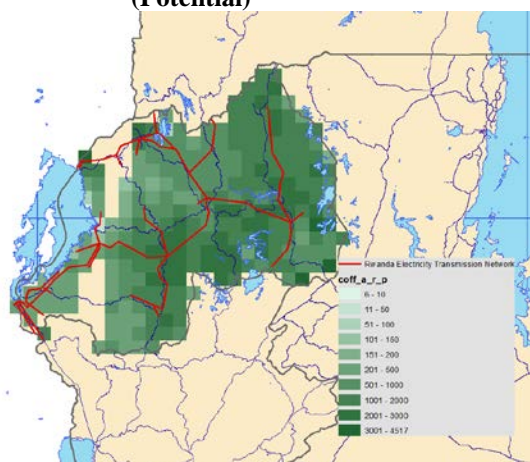 (Potential)
Rwanda Electricity Transmission Network
coff_a_r_p
6 - 10
11 - 50
51 - 100
101 - 150
151 - 200
201 - 500
501 - 1000
1001 - 2000
2001 - 3000
3001 - 4517